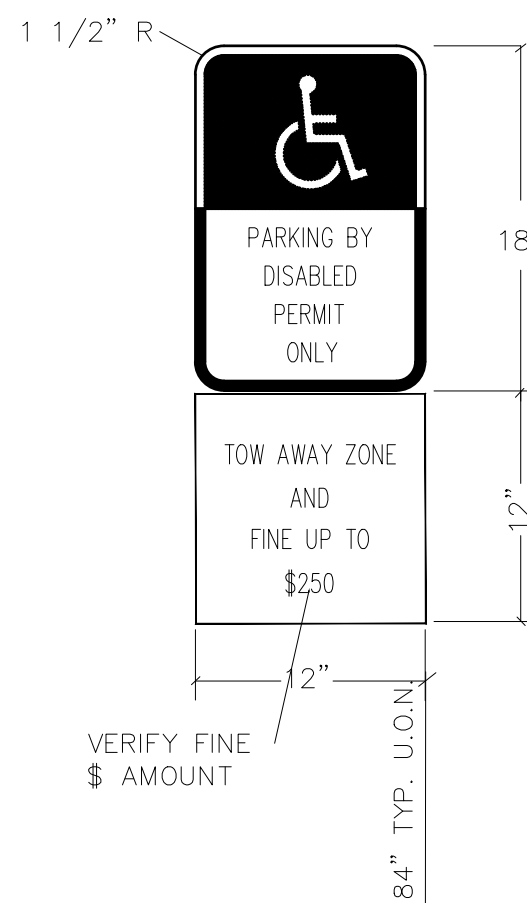 1 1/2” R
PARKING BY
DISABLED
PERMIT
ONLY
18
TOW AWAY ZONE
AND
FINE UP TO
$250
12”
12”
VERIFY FINE
$ AMOUNT
84” TYP. U.O.N.